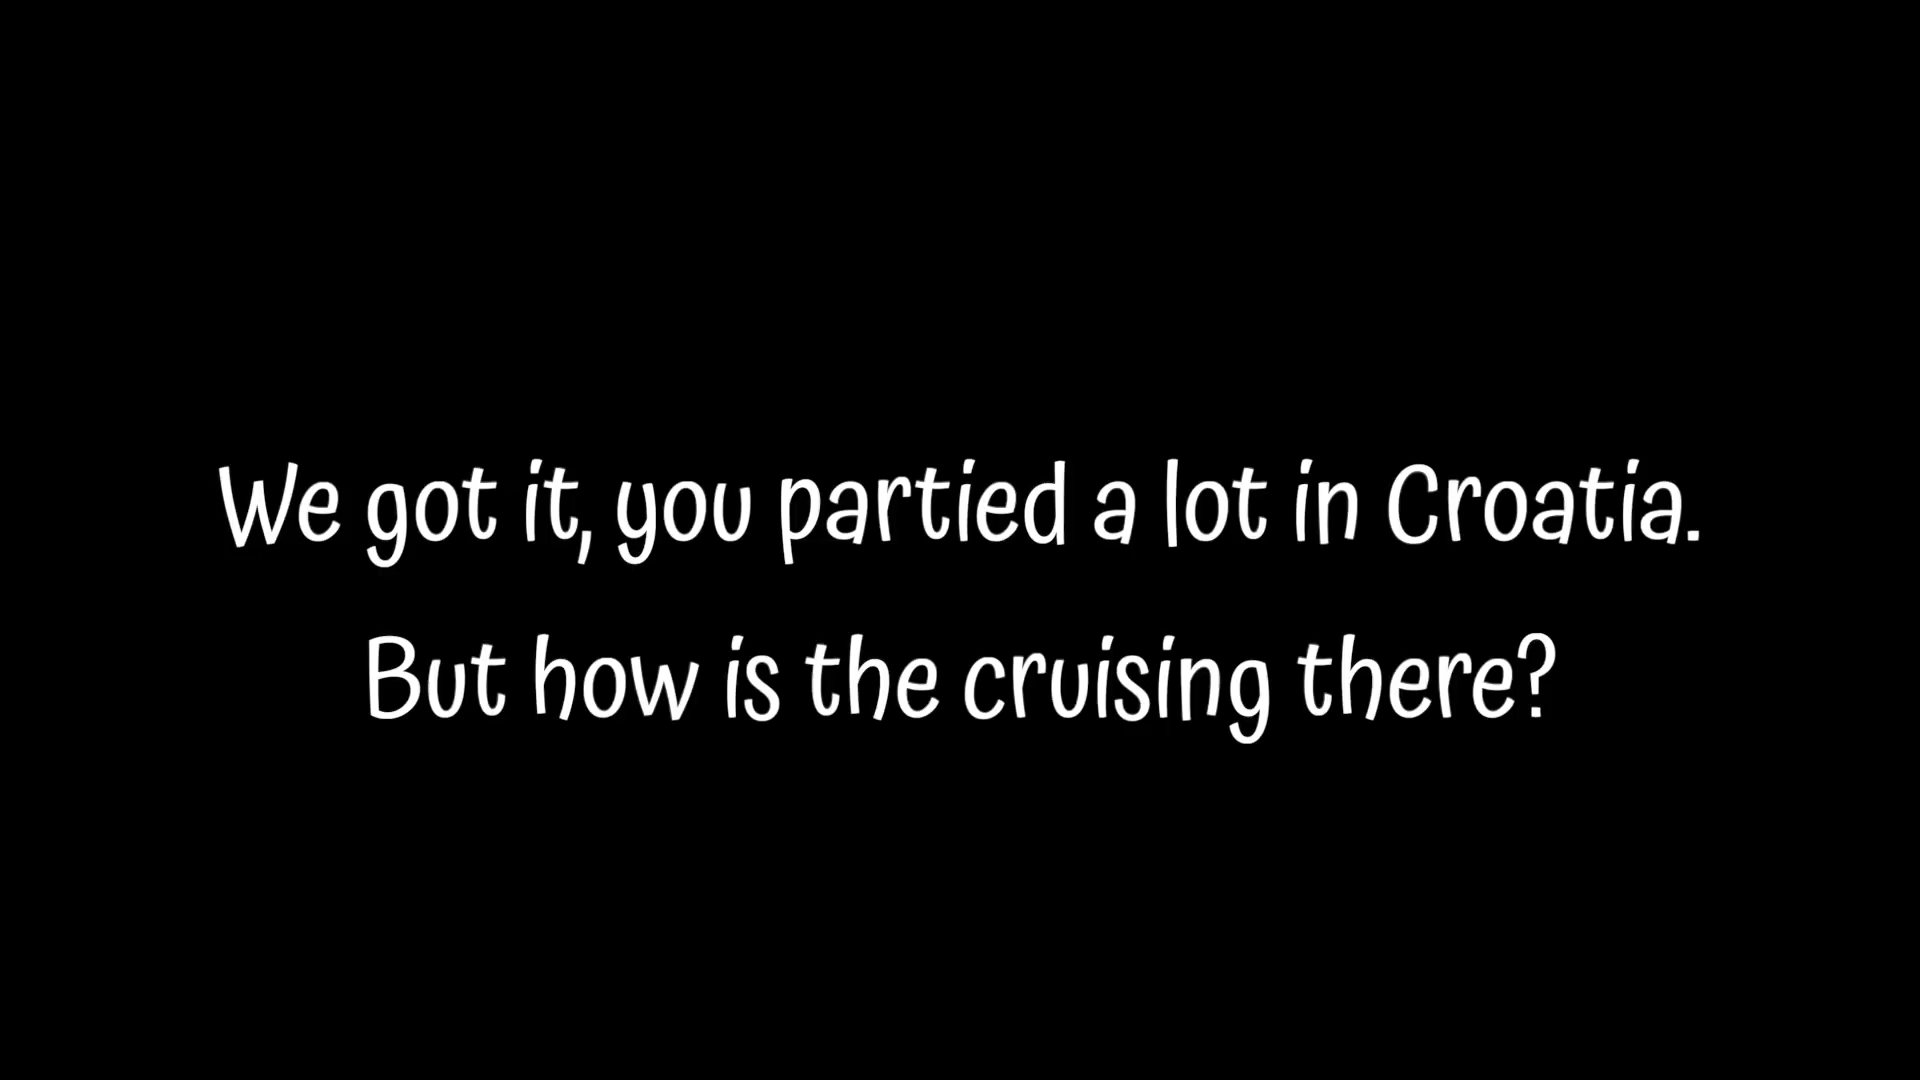 We got it, you partied a lot in Croatia.
But how is the cruising there?